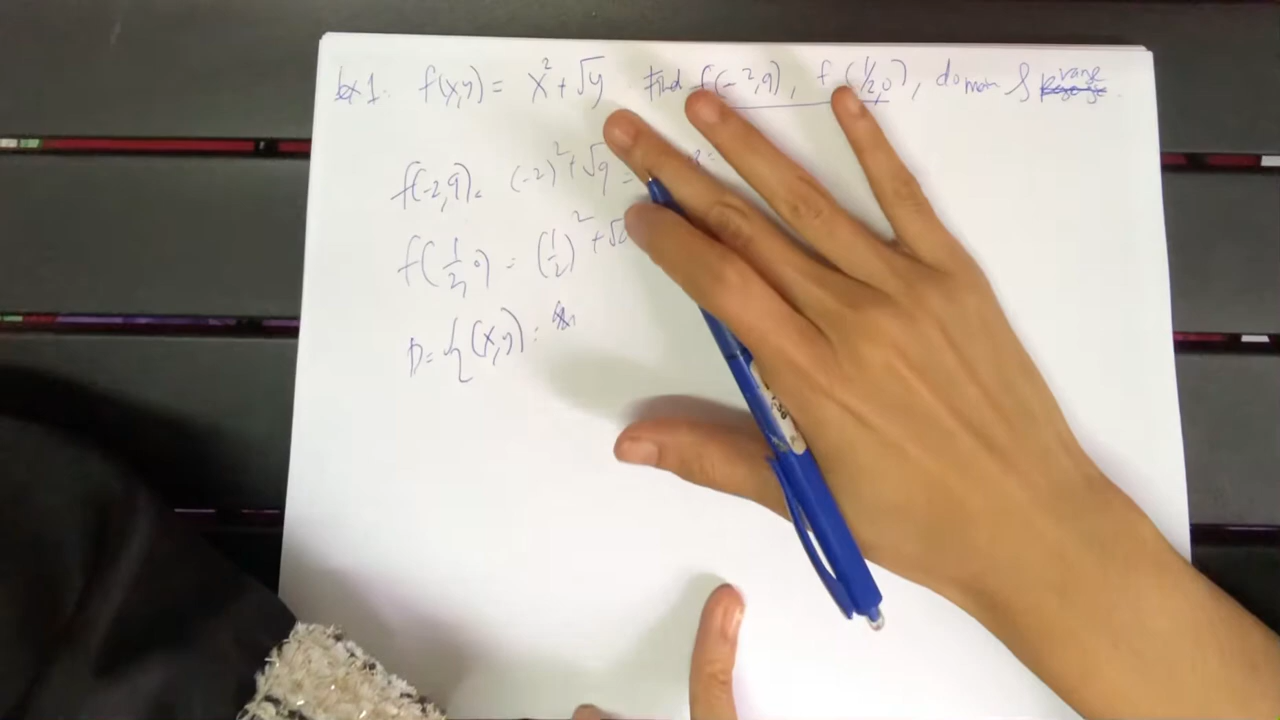 Ex 1. f(x,y) = x² + √y Find f(-2,9), f(1/2,0), domain & range.
f(-2,9) = (-2)² + √9 =
f(1/2,0) = (1/2)² + √0
D = {(x,y):